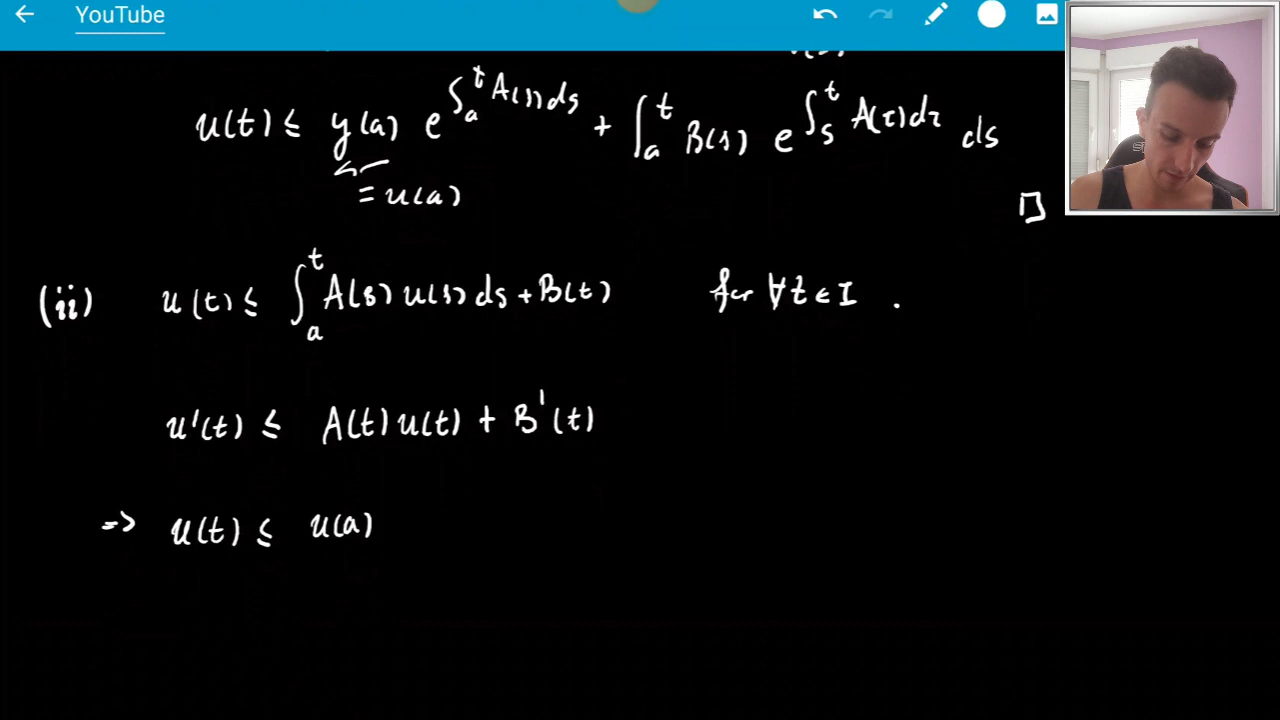 YouTube
u(t) ≤ y(a) e^{∫_a^t A(s)ds} + ∫_a^t B(s) e^{∫_s^t A(τ)dτ} ds
= u(a)
□
(ii) u(t) ≤ ∫_a^t A(s) u(s) ds + B(t) for ∀t ∈ I .
u'(t) ≤ A(t) u(t) + B'(t)
=> u(t) ≤ u(a)